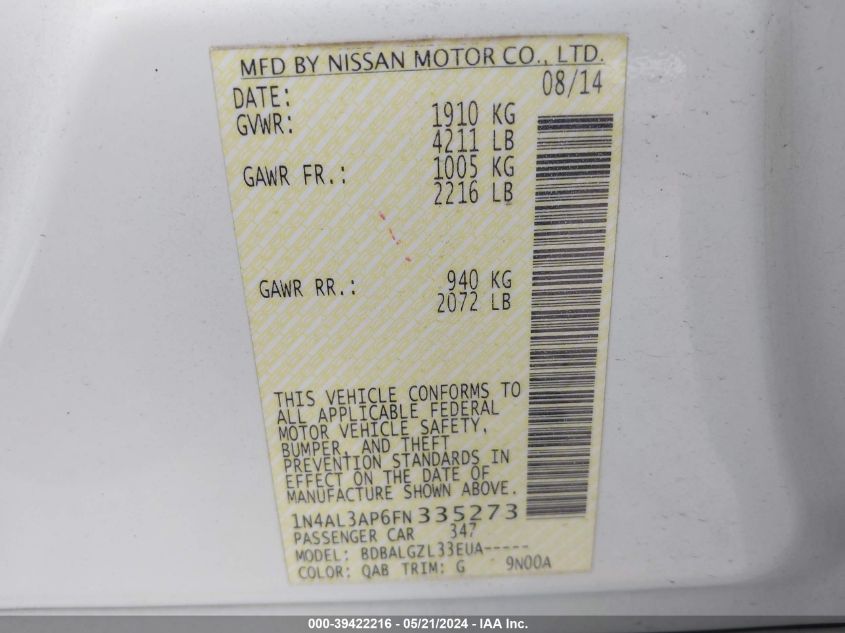 MFD BY NISSAN MOTOR CO., LTD.
DATE: 08/14
GVWR: 1910 KG
4211 LB
GAWR FR.: 1005 KG
2216 LB
GAWR RR.: 940 KG
2072 LB
THIS VEHICLE CONFORMS TO
ALL APPLICABLE FEDERAL
MOTOR VEHICLE SAFETY,
BUMPER, AND THEFT
PREVENTION STANDARDS IN
EFFECT ON THE DATE OF
MANUFACTURE SHOWN ABOVE.
1N4AL3AP6FN335273
PASSENGER CAR 347
MODEL: BDBALGZL33EUA-----
COLOR: QAB TRIM: G 9N00A
000-39422216 - 05/21/2024 - IAA Inc.